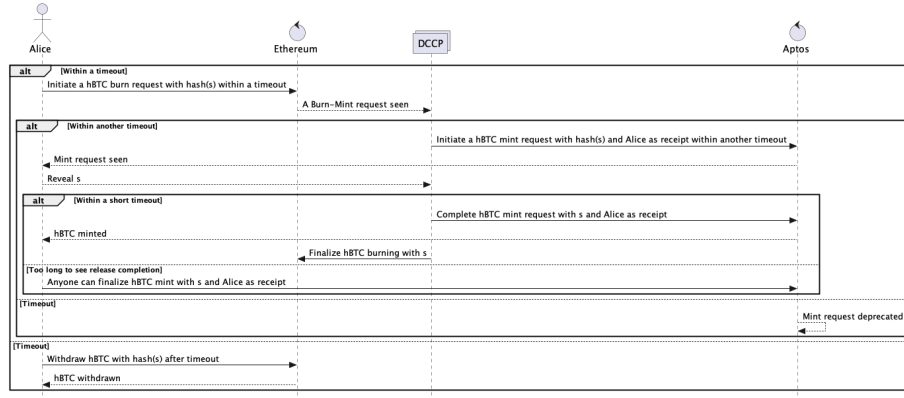 Alice
Ethereum
DCCP
Aptos
alt [Within a timeout]
Initiate a hBTC burn request with hash(s) within a timeout
A Burn-Mint request seen
alt [Within another timeout]
Initiate a hBTC mint request with hash(s) and Alice as receipt within another timeout
Mint request seen
Reveal s
alt [Within a short timeout]
Complete hBTC mint request with s and Alice as receipt
hBTC minted
Finalize hBTC burning with s
[Too long to see release completion]
Anyone can finalize hBTC mint with s and Alice as receipt
[Timeout]
Mint request deprecated
[Timeout]
Withdraw hBTC with hash(s) after timeout
hBTC withdrawn